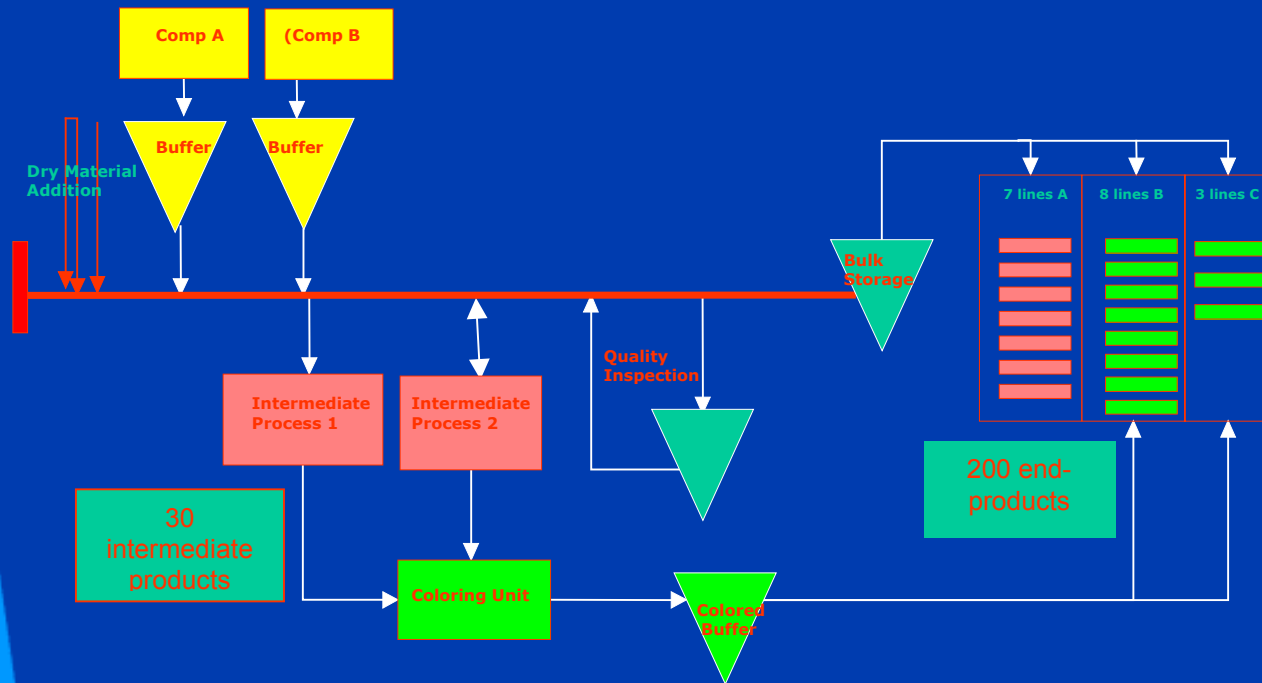 Comp A
(Comp B
Buffer
Buffer
Dry Material
Addition
7 lines A
8 lines B
3 lines C
Bulk
Storage
Quality
Inspection
Intermediate
Process 1
Intermediate
Process 2
200 end-
products
30
intermediate
products
Coloring Unit
Colored
Buffer